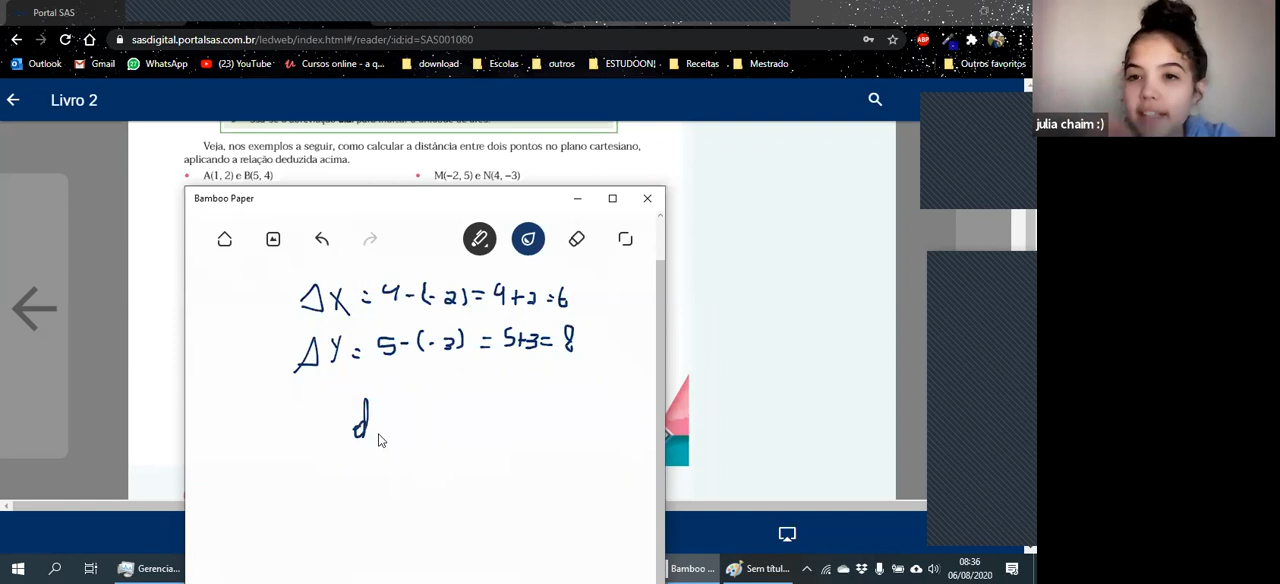 Portal SAS
sasdigital.portalsas.com.br/ledweb/index.html#/reader/:id;id=SAS001080
ABP
Outlook Gmail WhatsApp (23) YouTube Cursos online - a q... download Escolas outros ESTUDOON! Receitas Mestrado Outros favoritos
Livro 2
julia chaim :)
Veja, nos exemplos a seguir, como calcular a distância entre dois pontos no plano cartesiano,
aplicando a relação deduzida acima.
• A(1, 2) e B(5, 4) • M(−2, 5) e N(4, −3)
Bamboo Paper
ΔX = 4 - (- 2) = 4 + 2 = 6
ΔY = 5 - (- 3) = 5 + 3 = 8
d
Gerencia... Bamboo ... Sem títul...
08:36
06/08/2020